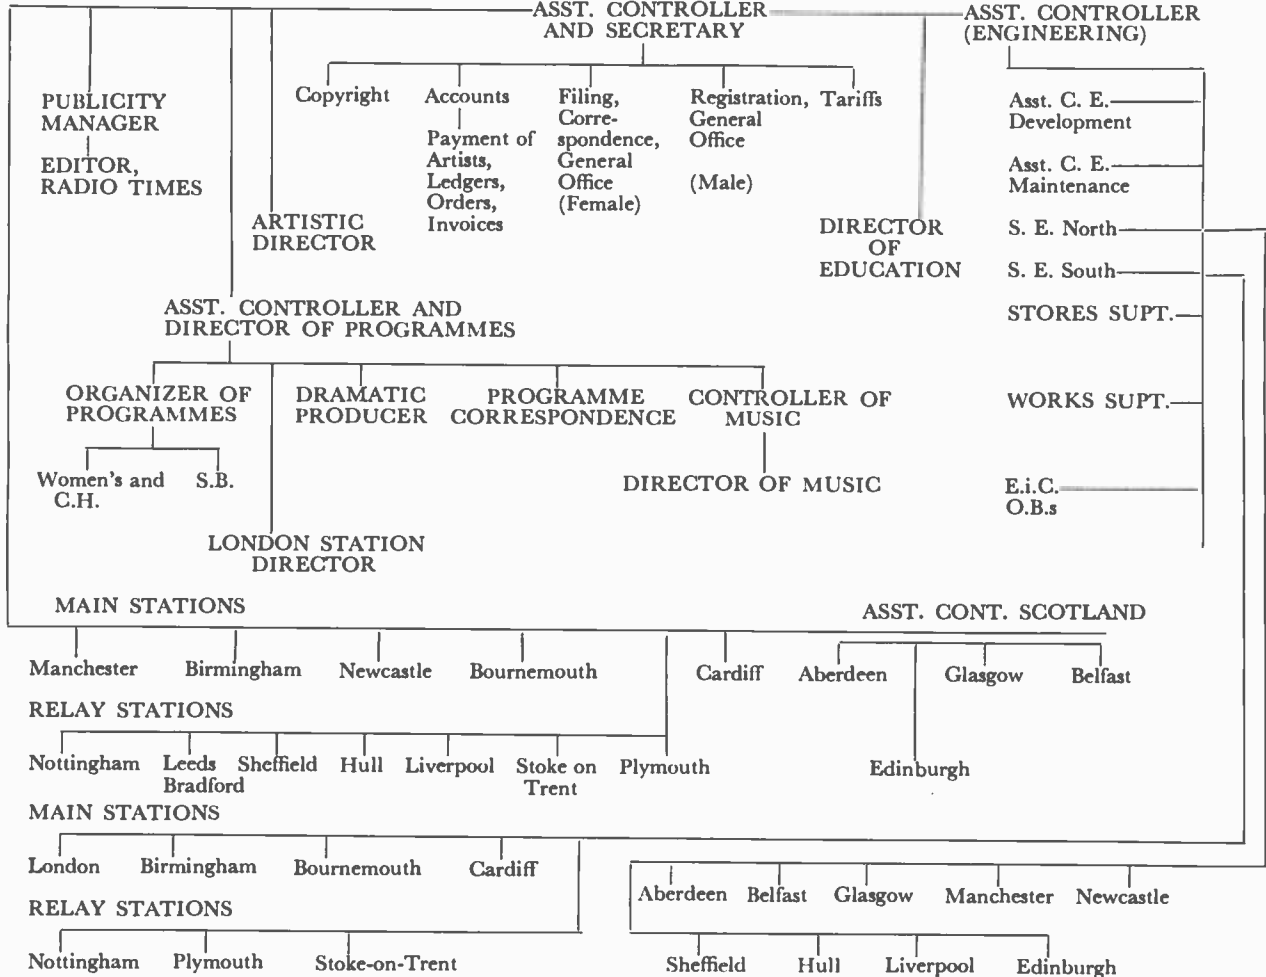 ASST. CONTROLLER
AND SECRETARY
ASST. CONTROLLER
(ENGINEERING)
PUBLICITY
MANAGER
EDITOR,
RADIO TIMES
Copyright
Accounts
Payment of
Artists,
Ledgers,
Orders,
Invoices
Filing,
Corre-
spondence,
General
Office
(Female)
Registration,
General
Office
(Male)
Tariffs
Asst. C. E.
Development
Asst. C. E.
Maintenance
S. E. North
S. E. South
STORES SUPT.
WORKS SUPT.
E.i.C.
O.B.s
ARTISTIC
DIRECTOR
DIRECTOR
OF
EDUCATION
ASST. CONTROLLER AND
DIRECTOR OF PROGRAMMES
ORGANIZER OF
PROGRAMMES
DRAMATIC
PRODUCER
PROGRAMME
CORRESPONDENCE
CONTROLLER OF
MUSIC
Women's and
C.H.
S.B.
DIRECTOR OF MUSIC
LONDON STATION
DIRECTOR
MAIN STATIONS
ASST. CONT. SCOTLAND
Manchester
Birmingham
Newcastle
Bournemouth
Cardiff
Aberdeen
Glasgow
Belfast
RELAY STATIONS
Nottingham
Leeds
Bradford
Sheffield
Hull
Liverpool
Stoke on
Trent
Plymouth
Edinburgh
MAIN STATIONS
London
Birmingham
Bournemouth
Cardiff
Aberdeen
Belfast
Glasgow
Manchester
Newcastle
RELAY STATIONS
Nottingham
Plymouth
Stoke-on-Trent
Sheffield
Hull
Liverpool
Edinburgh